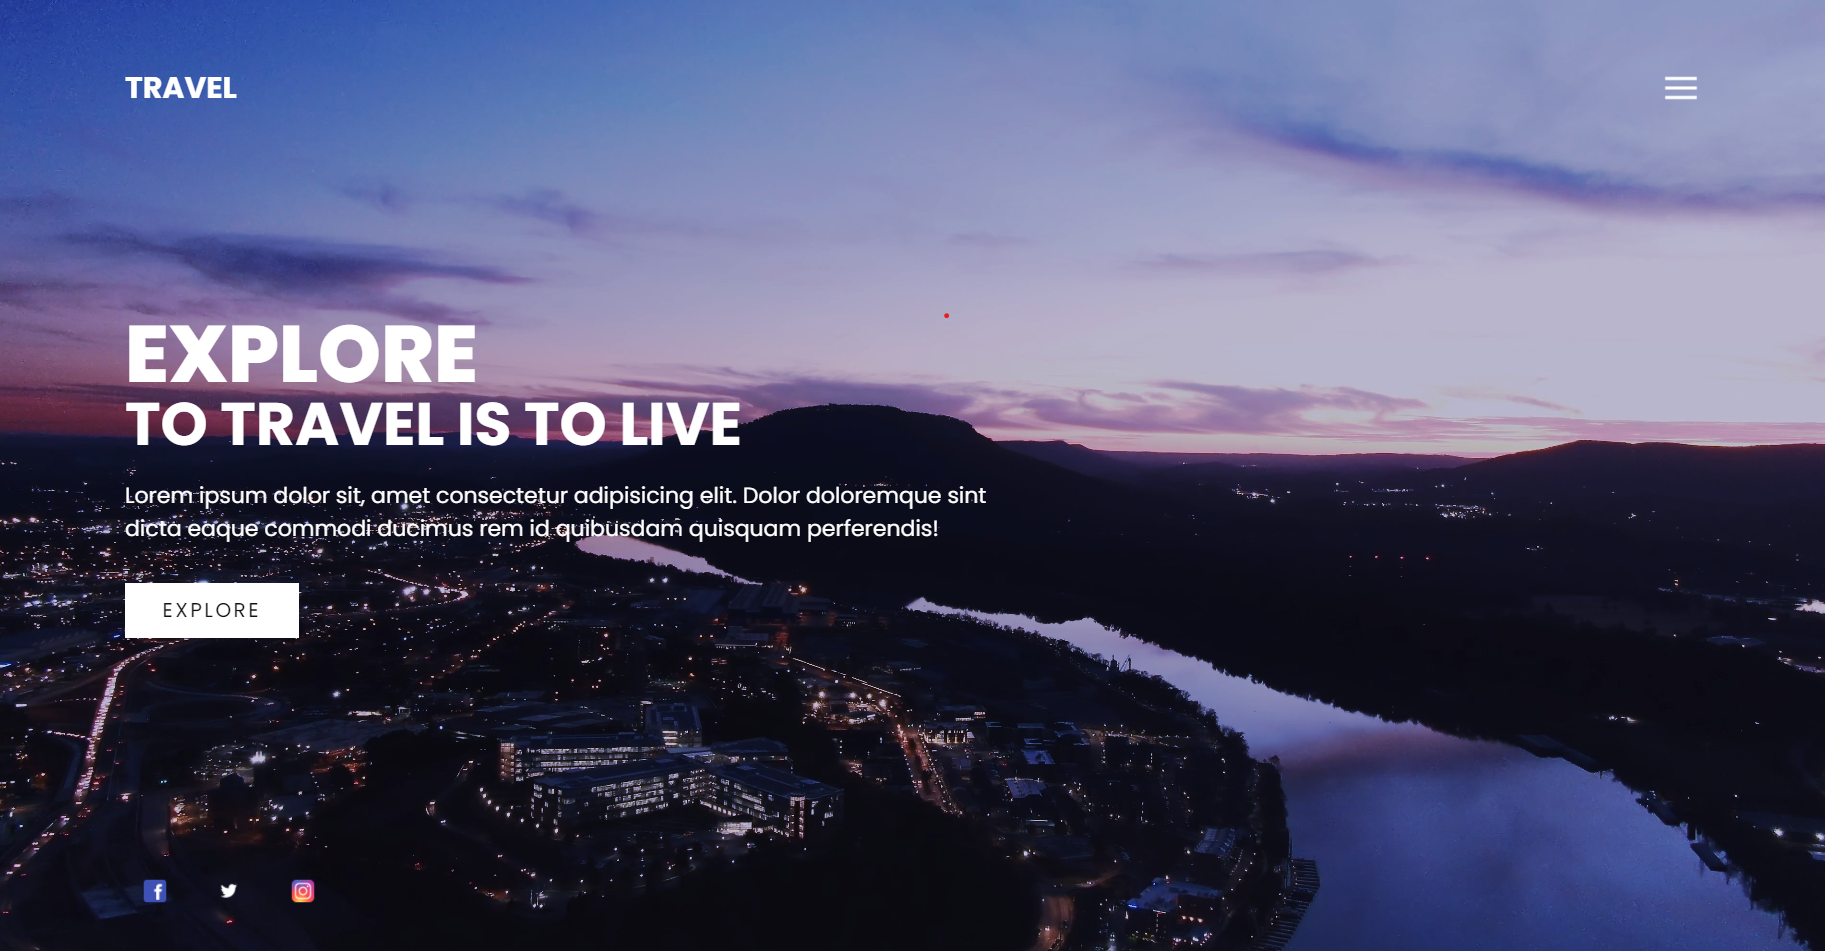 TRAVEL
EXPLORE
TO TRAVEL IS TO LIVE
Lorem ipsum dolor sit, amet consectetur adipisicing elit. Dolor doloremque sint
dicta eaque commodi ducimus rem id quibusdam quisquam perferendis!
EXPLORE